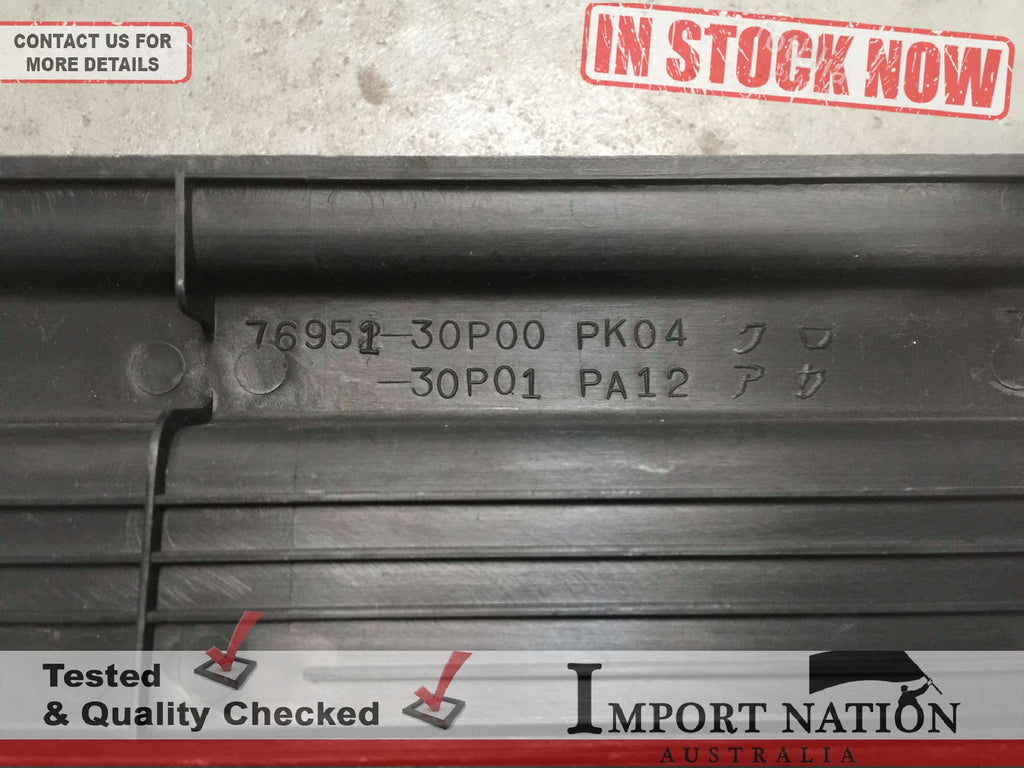 CONTACT US FOR
MORE DETAILS
IN STOCK NOW
76951-30P00 PK04 クロ
-30P01 PA12 アカ
Tested
& Quality Checked
IMPORT NATION
AUSTRALIA